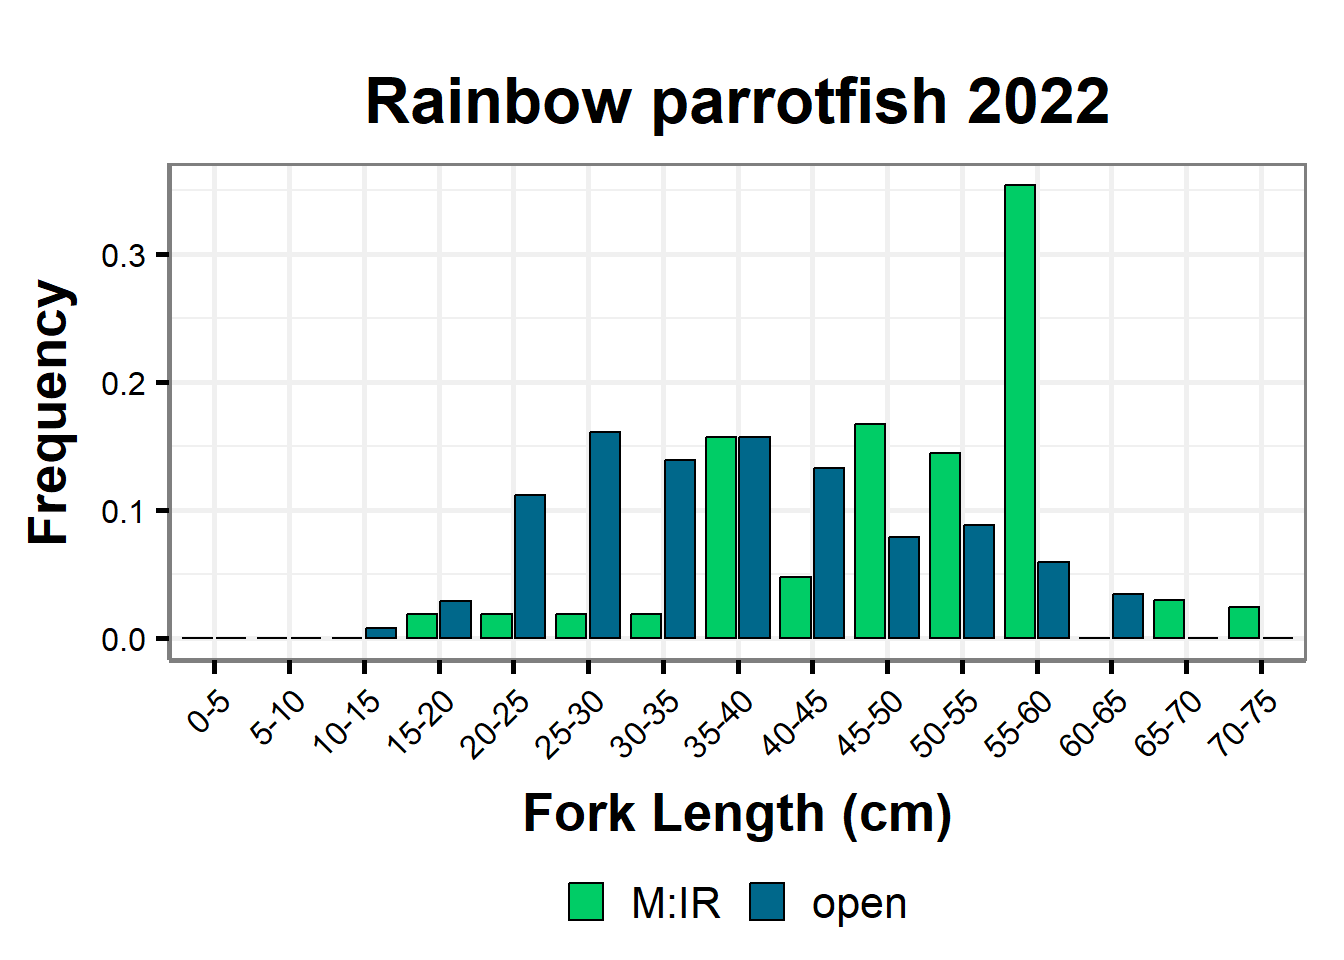 Rainbow parrotfish 2022
Frequency
0.3
0.2
0.1
0.0
0-5 5-10 10-15 15-20 20-25 25-30 30-35 35-40 40-45 45-50 50-55 55-60 60-65 65-70 70-75
Fork Length (cm)
M:IR open